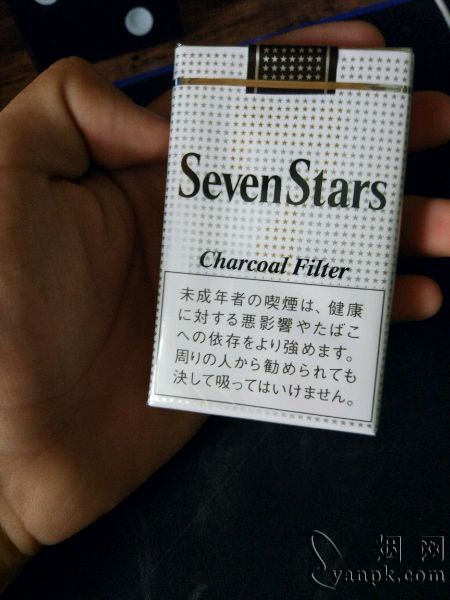 Seven Stars
Charcoal Filter
未成年者の喫煙は、健康
に対する悪影響やたばこ
への依存をより強めます。
周りの人から勧められても
決して吸ってはいけません。
烟网
yanpk.com